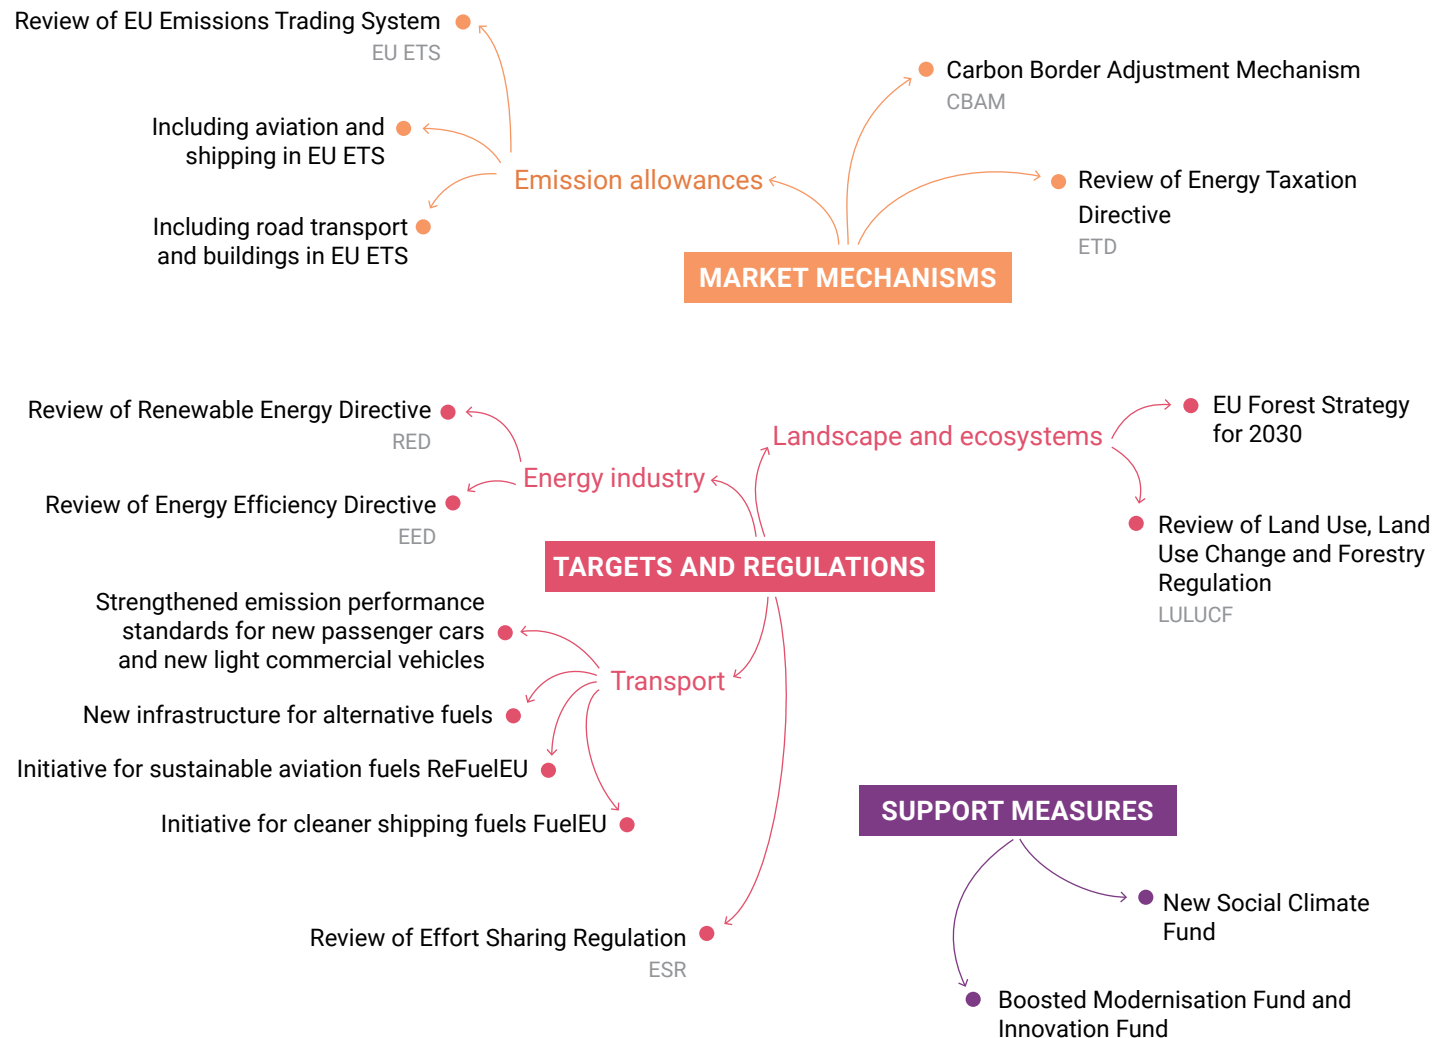 Review of EU Emissions Trading System
EU ETS
Including aviation and
shipping in EU ETS
Including road transport
and buildings in EU ETS
Emission allowances
Carbon Border Adjustment Mechanism
CBAM
Review of Energy Taxation
Directive
ETD
MARKET MECHANISMS
Review of Renewable Energy Directive
RED
Review of Energy Efficiency Directive
EED
Energy industry
Landscape and ecosystems
EU Forest Strategy
for 2030
Review of Land Use, Land
Use Change and Forestry
Regulation
LULUCF
TARGETS AND REGULATIONS
Strengthened emission performance
standards for new passenger cars
and new light commercial vehicles
Transport
New infrastructure for alternative fuels
Initiative for sustainable aviation fuels ReFuelEU
Initiative for cleaner shipping fuels FuelEU
Review of Effort Sharing Regulation
ESR
SUPPORT MEASURES
New Social Climate
Fund
Boosted Modernisation Fund and
Innovation Fund